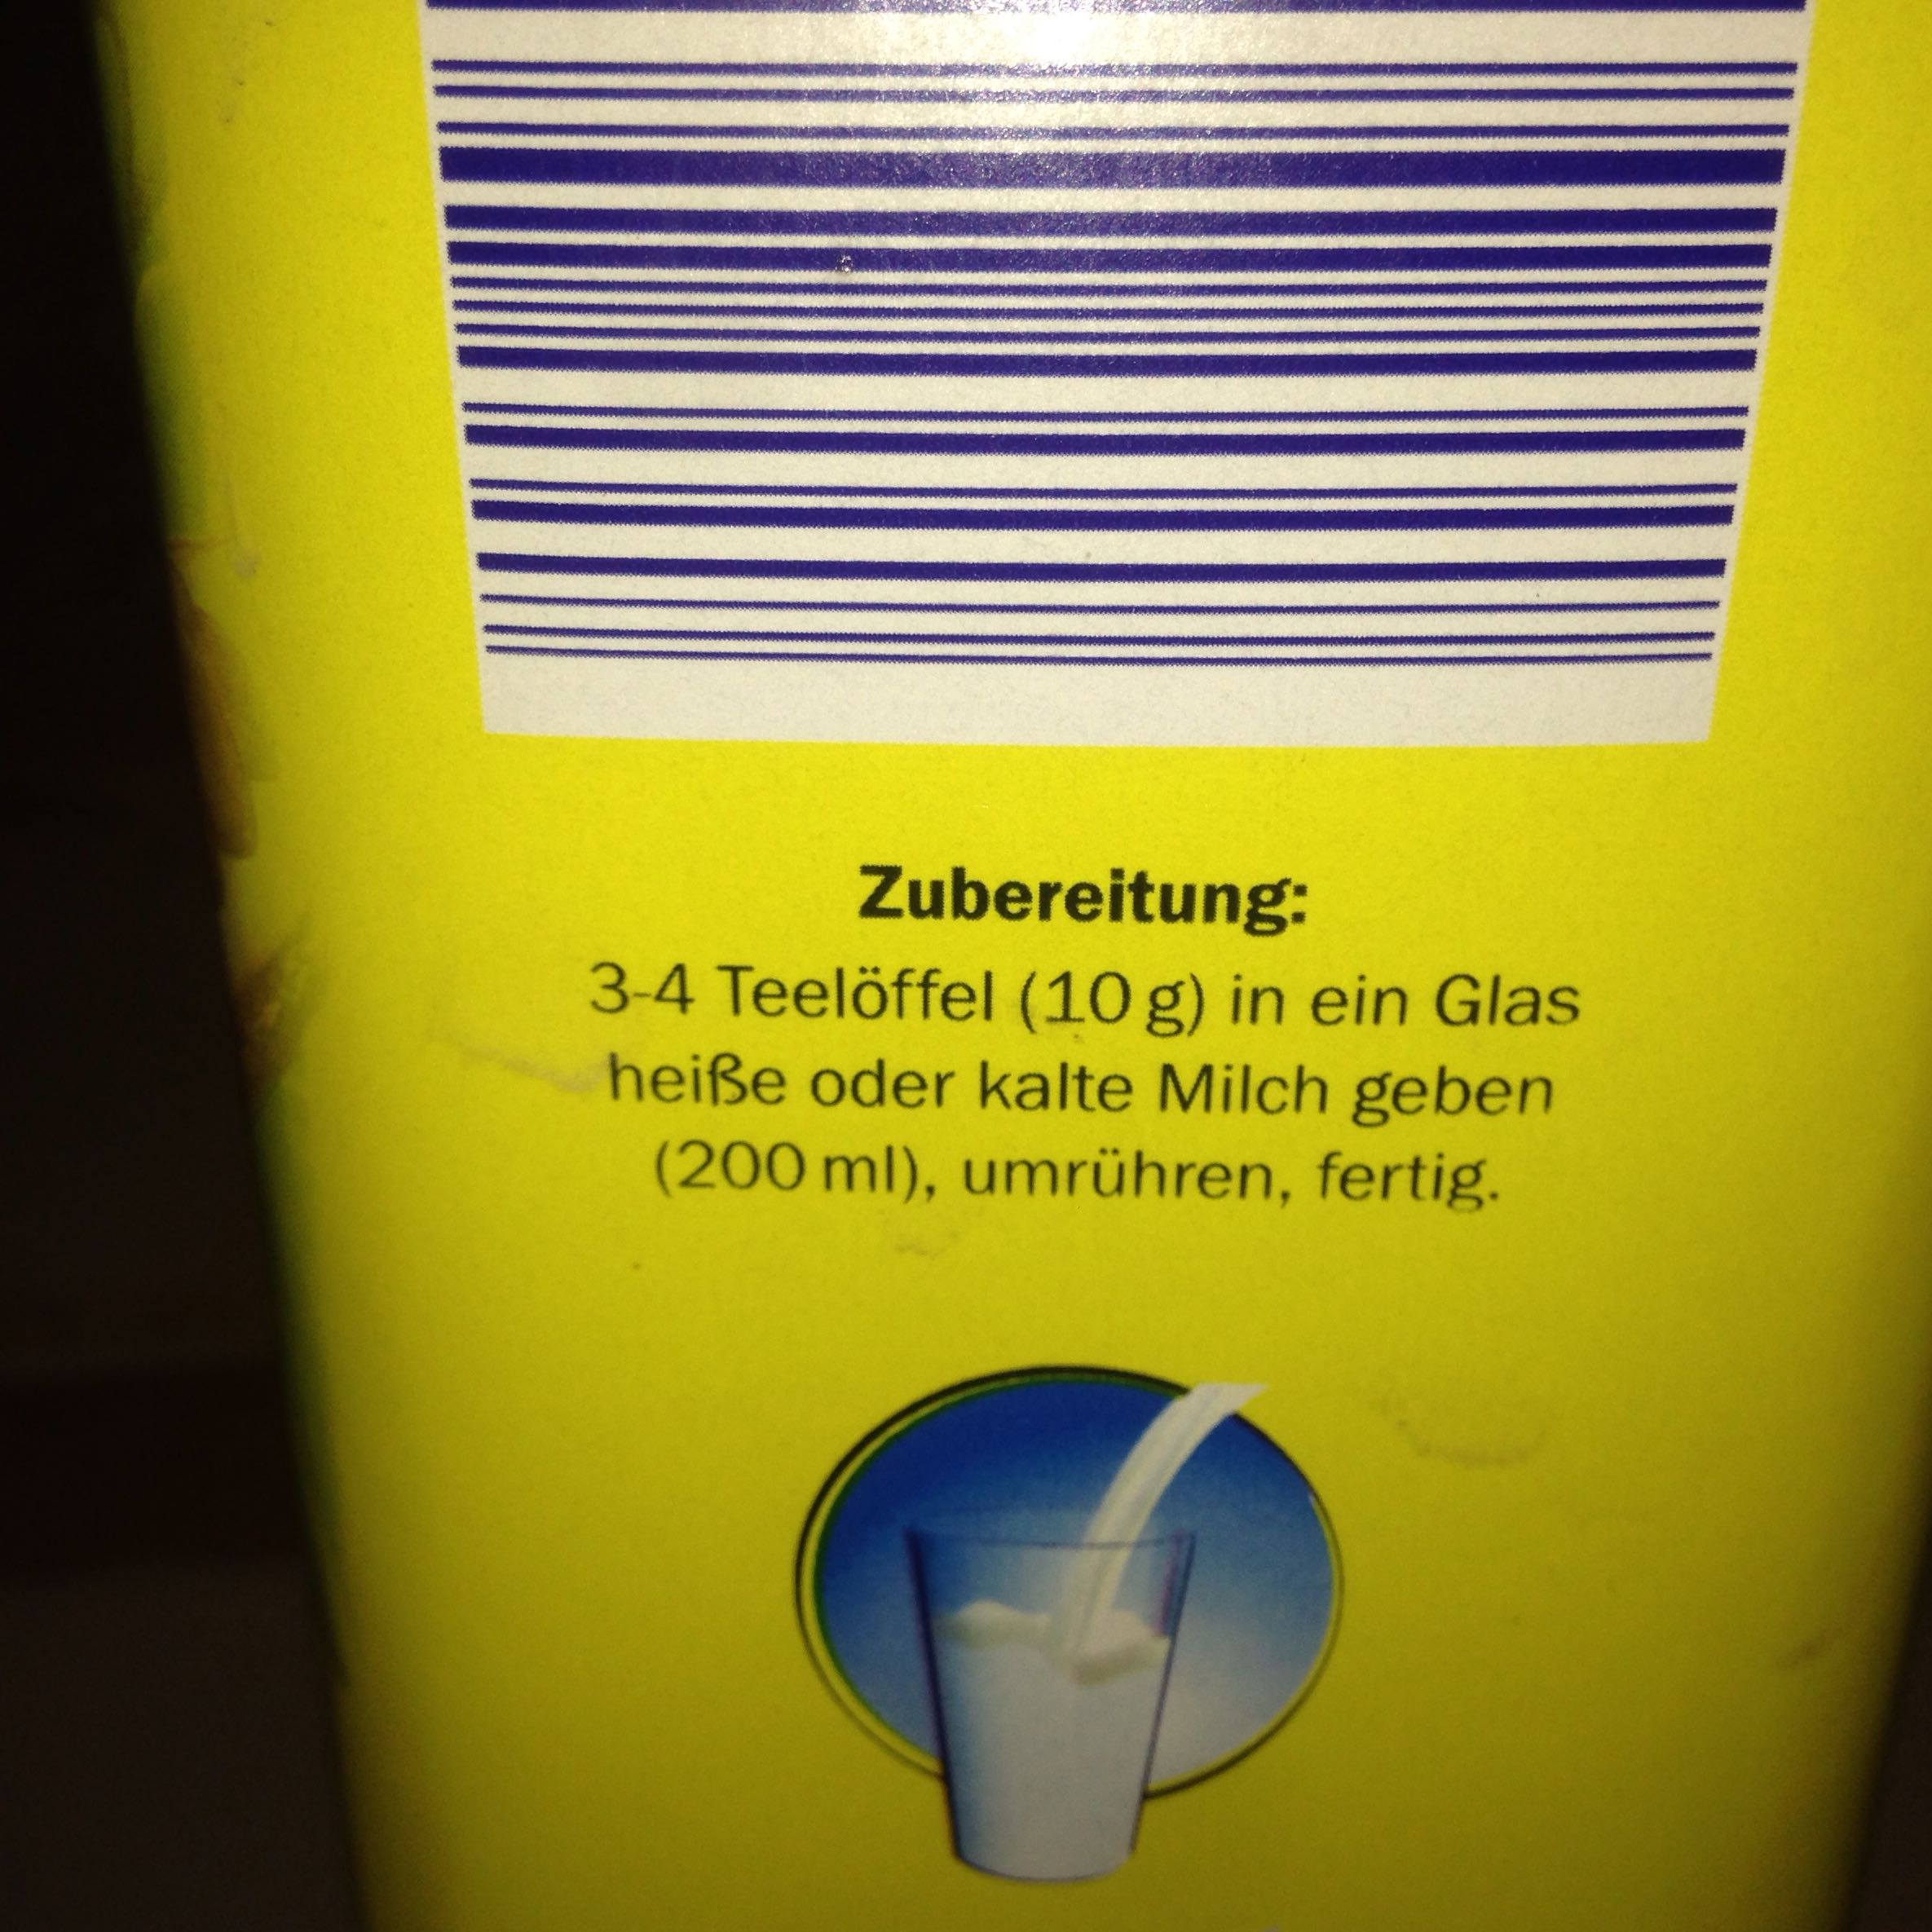 Zubereitung:
3-4 Teelöffel (10 g) in ein Glas
heiße oder kalte Milch geben
(200 ml), umrühren, fertig.